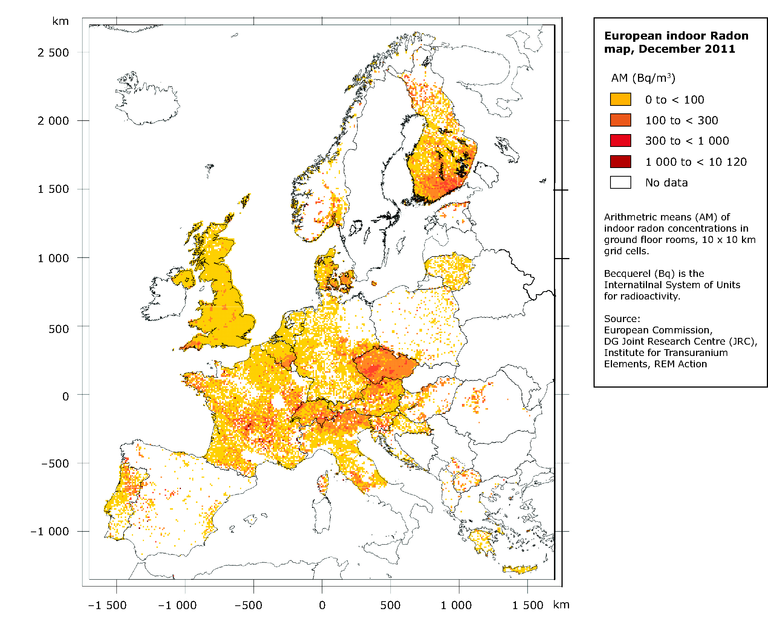 km
2 500
2 000
1 500
1 000
500
0
−500
−1 000
−1 500
−1 000
−500
0
500
1 000
1 500
km
European indoor Radon
map, December 2011
AM (Bq/m³)
0 to < 100
100 to < 300
300 to < 1 000
1 000 to < 10 120
No data
Arithmetric means (AM) of
indoor radon concentrations in
ground floor rooms, 10 x 10 km
grid cells.
Becquerel (Bq) is the
Internatilnal System of Units
for radioactivity.
Source:
European Commission,
DG Joint Research Centre (JRC),
Institute for Transuranium
Elements, REM Action